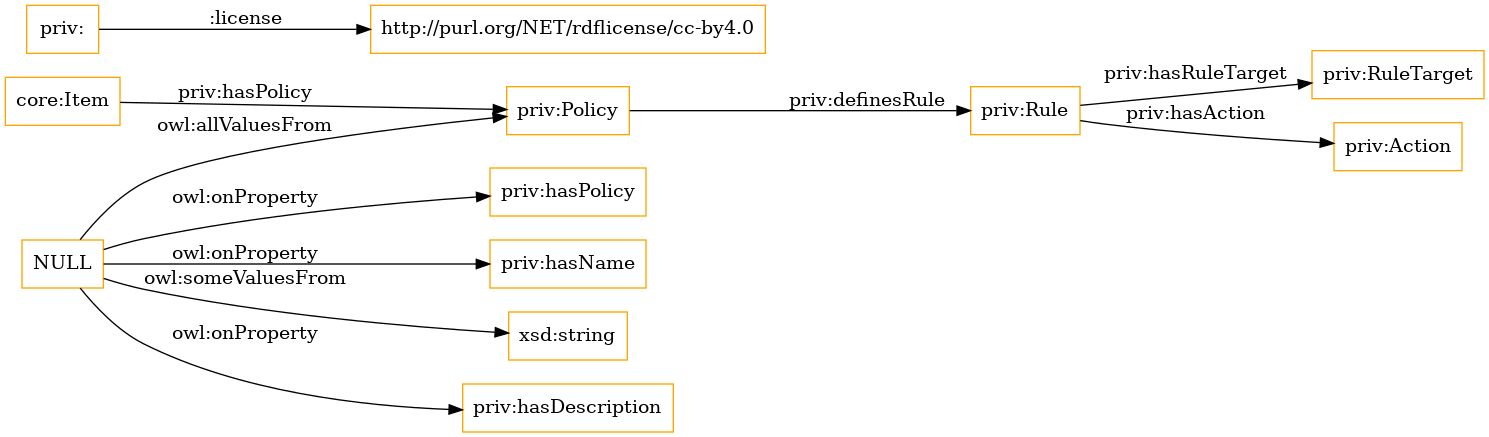 priv:
:license
http://purl.org/NET/rdflicense/cc-by4.0
core:Item
priv:hasPolicy
owl:allValuesFrom
priv:Policy
priv:definesRule
priv:Rule
priv:hasRuleTarget
priv:RuleTarget
priv:hasAction
priv:Action
owl:onProperty
priv:hasPolicy
NULL
owl:onProperty
priv:hasName
owl:someValuesFrom
xsd:string
owl:onProperty
priv:hasDescription